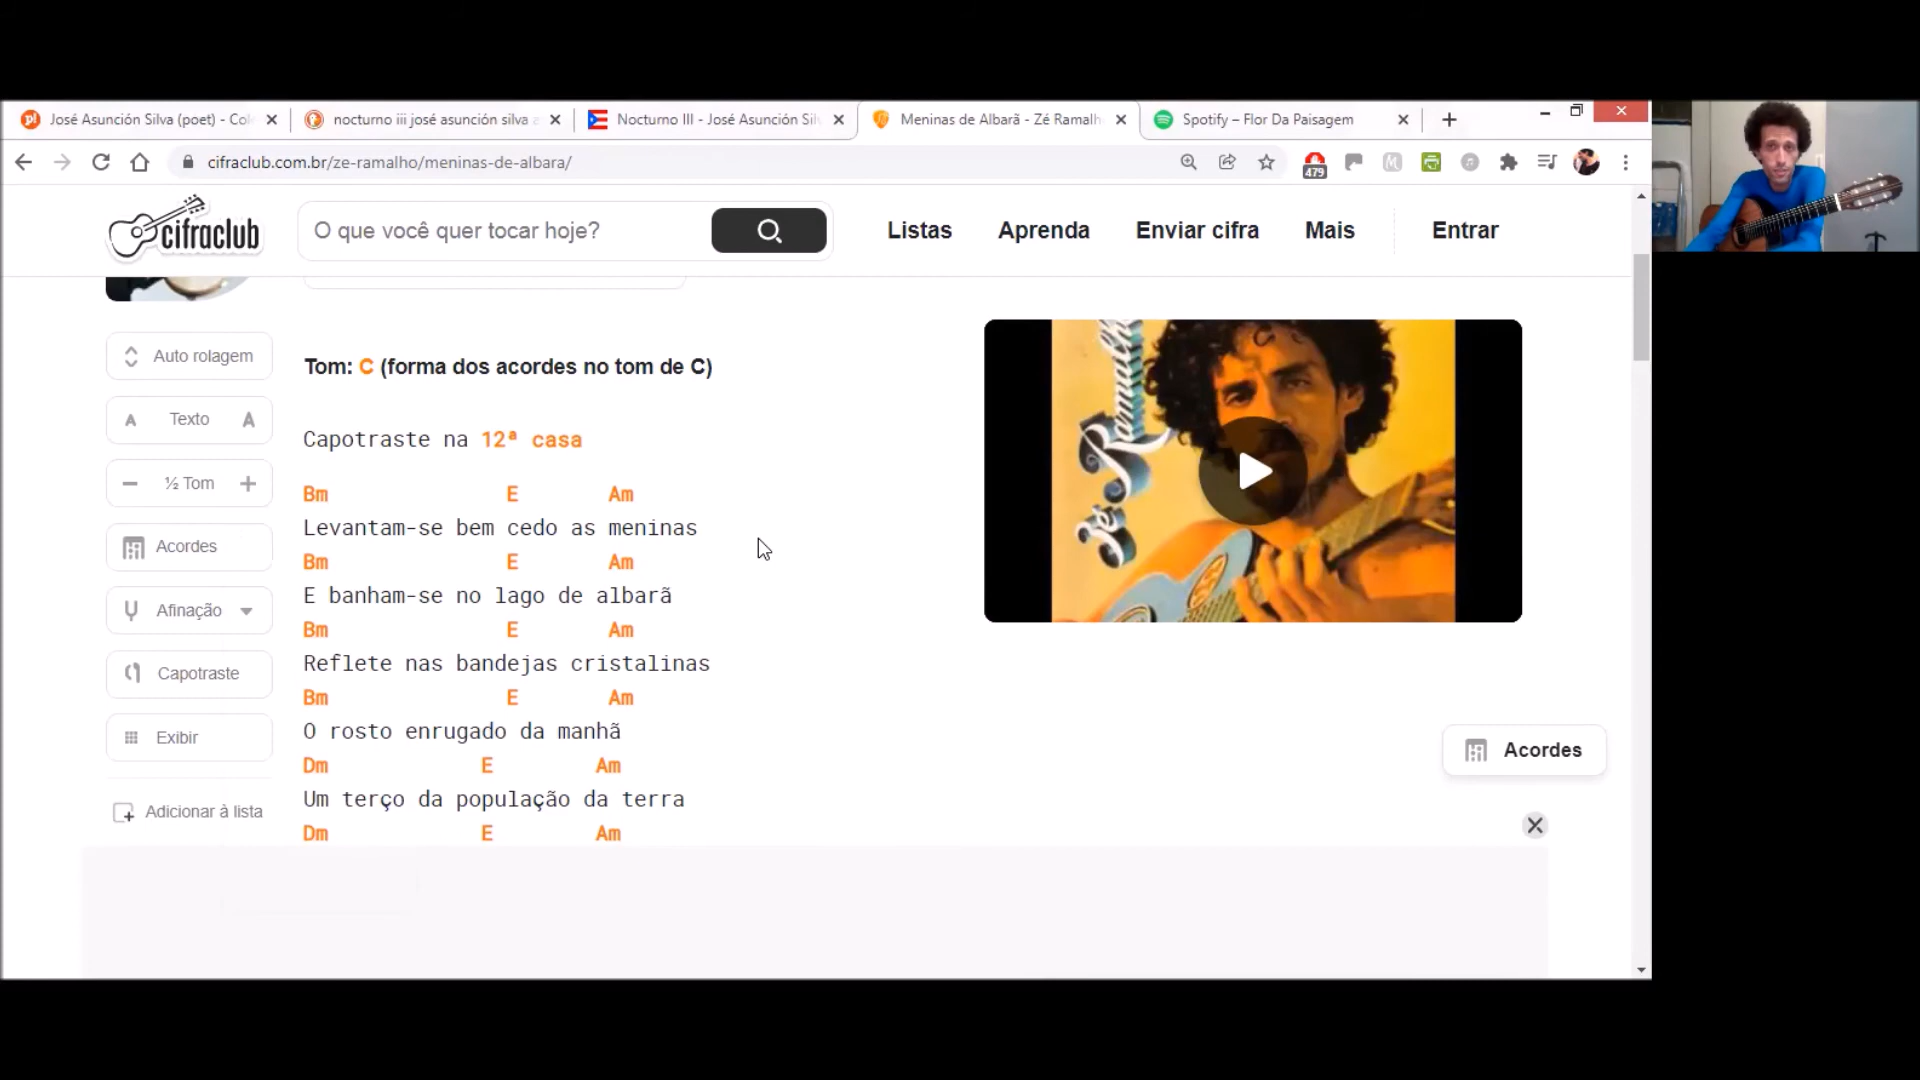 José Asunción Silva (poet) - Col
nocturno iii josé asunción silva a
Nocturno III - José Asunción Sil
Meninas de Albarã - Zé Ramalh
Spotify – Flor Da Paisagem
cifraclub.com.br/ze-ramalho/meninas-de-albara/
479
cifraclub
O que você quer tocar hoje?
Listas
Aprenda
Enviar cifra
Mais
Entrar
Auto rolagem
A Texto A
½ Tom
Acordes
Afinação
Capotraste
Exibir
Adicionar à lista
Tom: C (forma dos acordes no tom de C)
Capotraste na 12ª casa
Bm E Am
Levantam-se bem cedo as meninas
Bm E Am
E banham-se no lago de albarã
Bm E Am
Reflete nas bandejas cristalinas
Bm E Am
O rosto enrugado da manhã
Dm E Am
Um terço da população da terra
Dm E Am
Zé Ramalh
Acordes